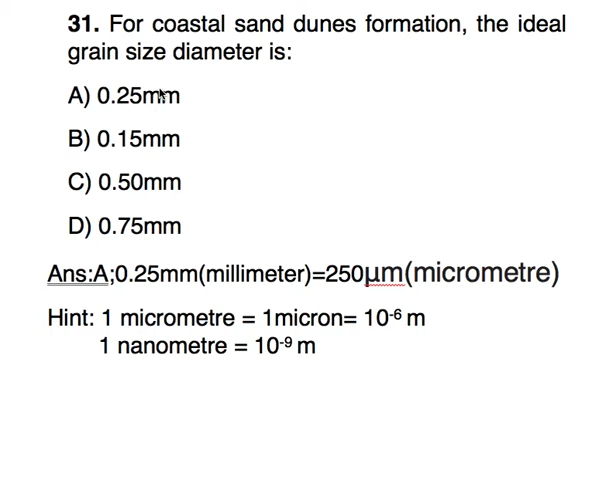 31. For coastal sand dunes formation, the ideal
grain size diameter is:
A) 0.25mm
B) 0.15mm
C) 0.50mm
D) 0.75mm
Ans:A;0.25mm(millimeter)=250µm(micrometre)
Hint: 1 micrometre = 1micron= 10⁻⁶ m
1 nanometre = 10⁻⁹ m